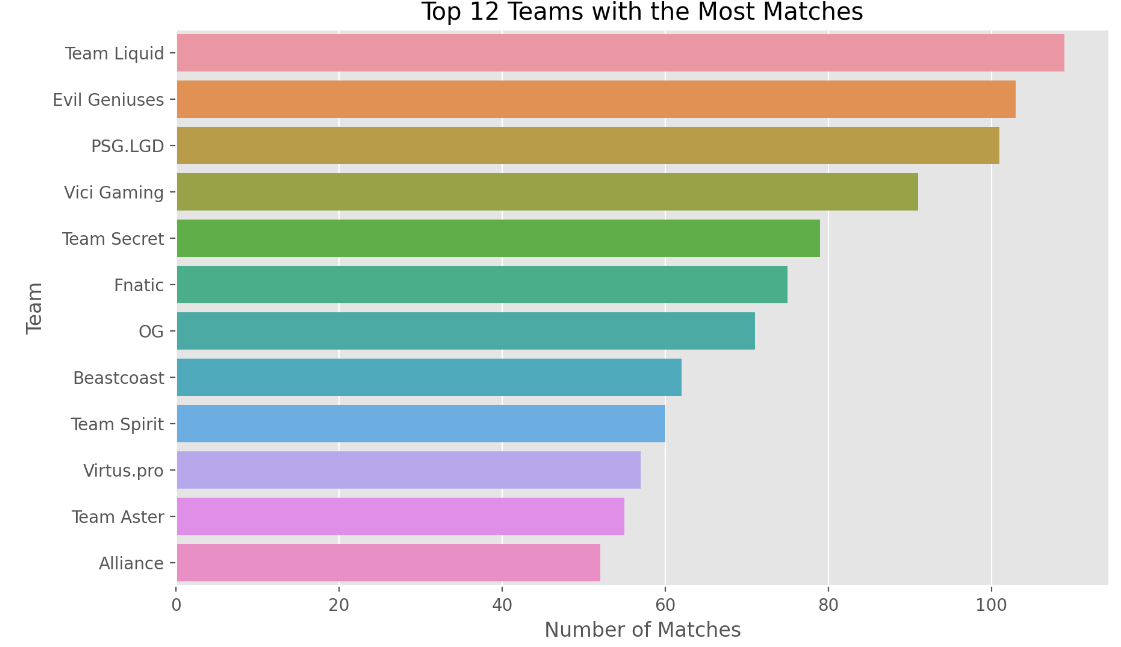 Top 12 Teams with the Most Matches
Team Liquid
Evil Geniuses
PSG.LGD
Vici Gaming
Team Secret
Fnatic
OG
Beastcoast
Team Spirit
Virtus.pro
Team Aster
Alliance
Team
0 20 40 60 80 100
Number of Matches